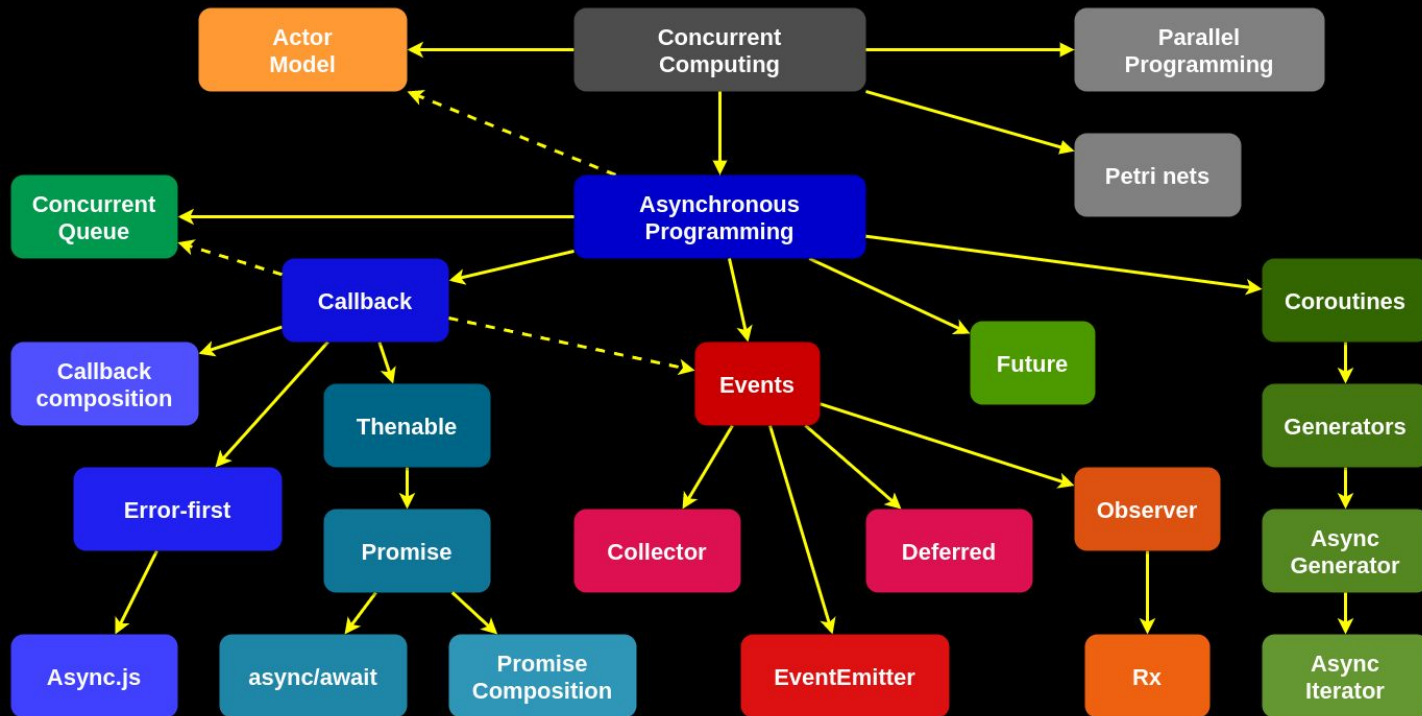 Actor
Model
Concurrent
Computing
Parallel
Programming
Petri nets
Concurrent
Queue
Asynchronous
Programming
Callback
Coroutines
Callback
composition
Events
Future
Thenable
Generators
Error-first
Promise
Collector
Deferred
Observer
Async
Generator
Async.js
async/await
Promise
Composition
EventEmitter
Rx
Async
Iterator